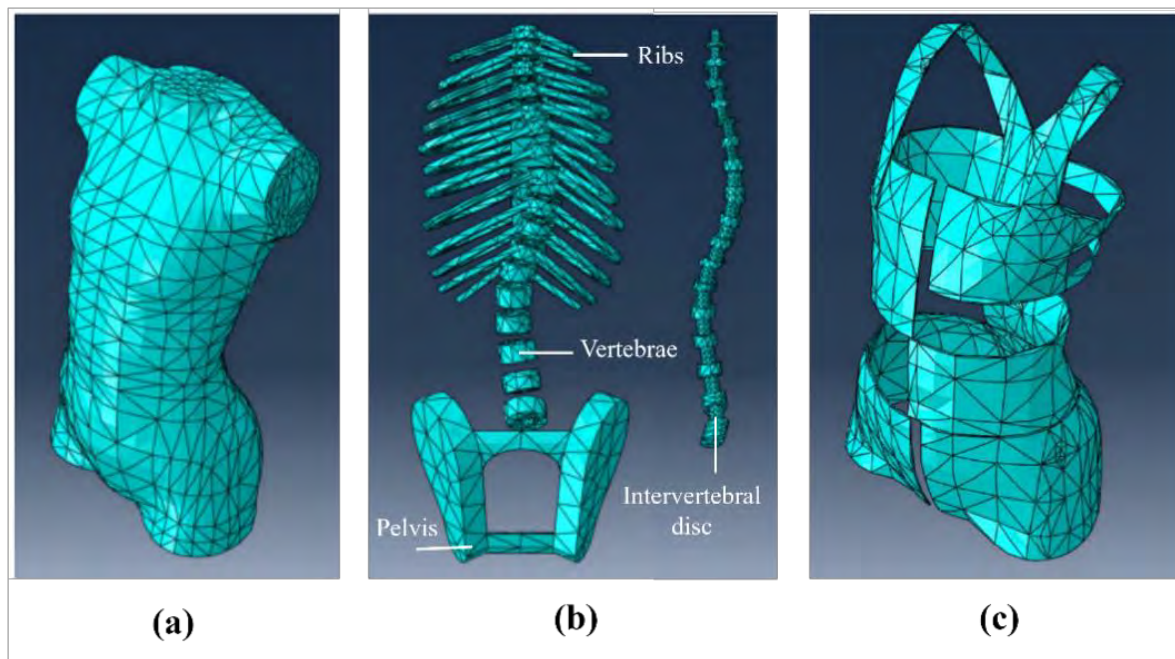 Ribs
Vertebrae
Intervertebral
disc
Pelvis
(a)
(b)
(c)